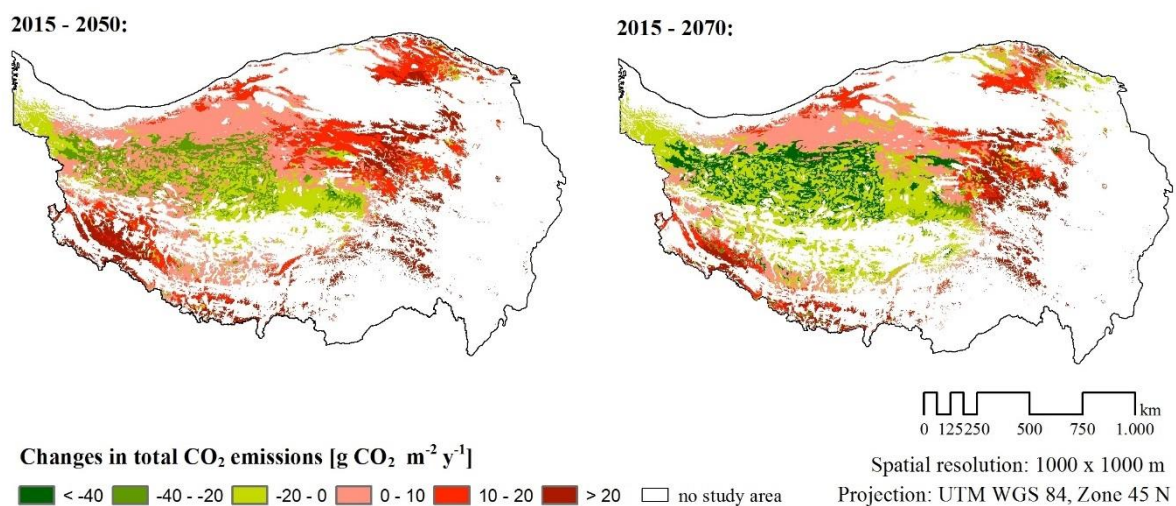 2015 - 2050:
2015 - 2070:
km
0 125 250 500 750 1.000
Changes in total CO₂ emissions [g CO₂ m⁻² y⁻¹]
< -40 -40 - -20 -20 - 0 0 - 10 10 - 20 > 20 no study area
Spatial resolution: 1000 x 1000 m
Projection: UTM WGS 84, Zone 45 N